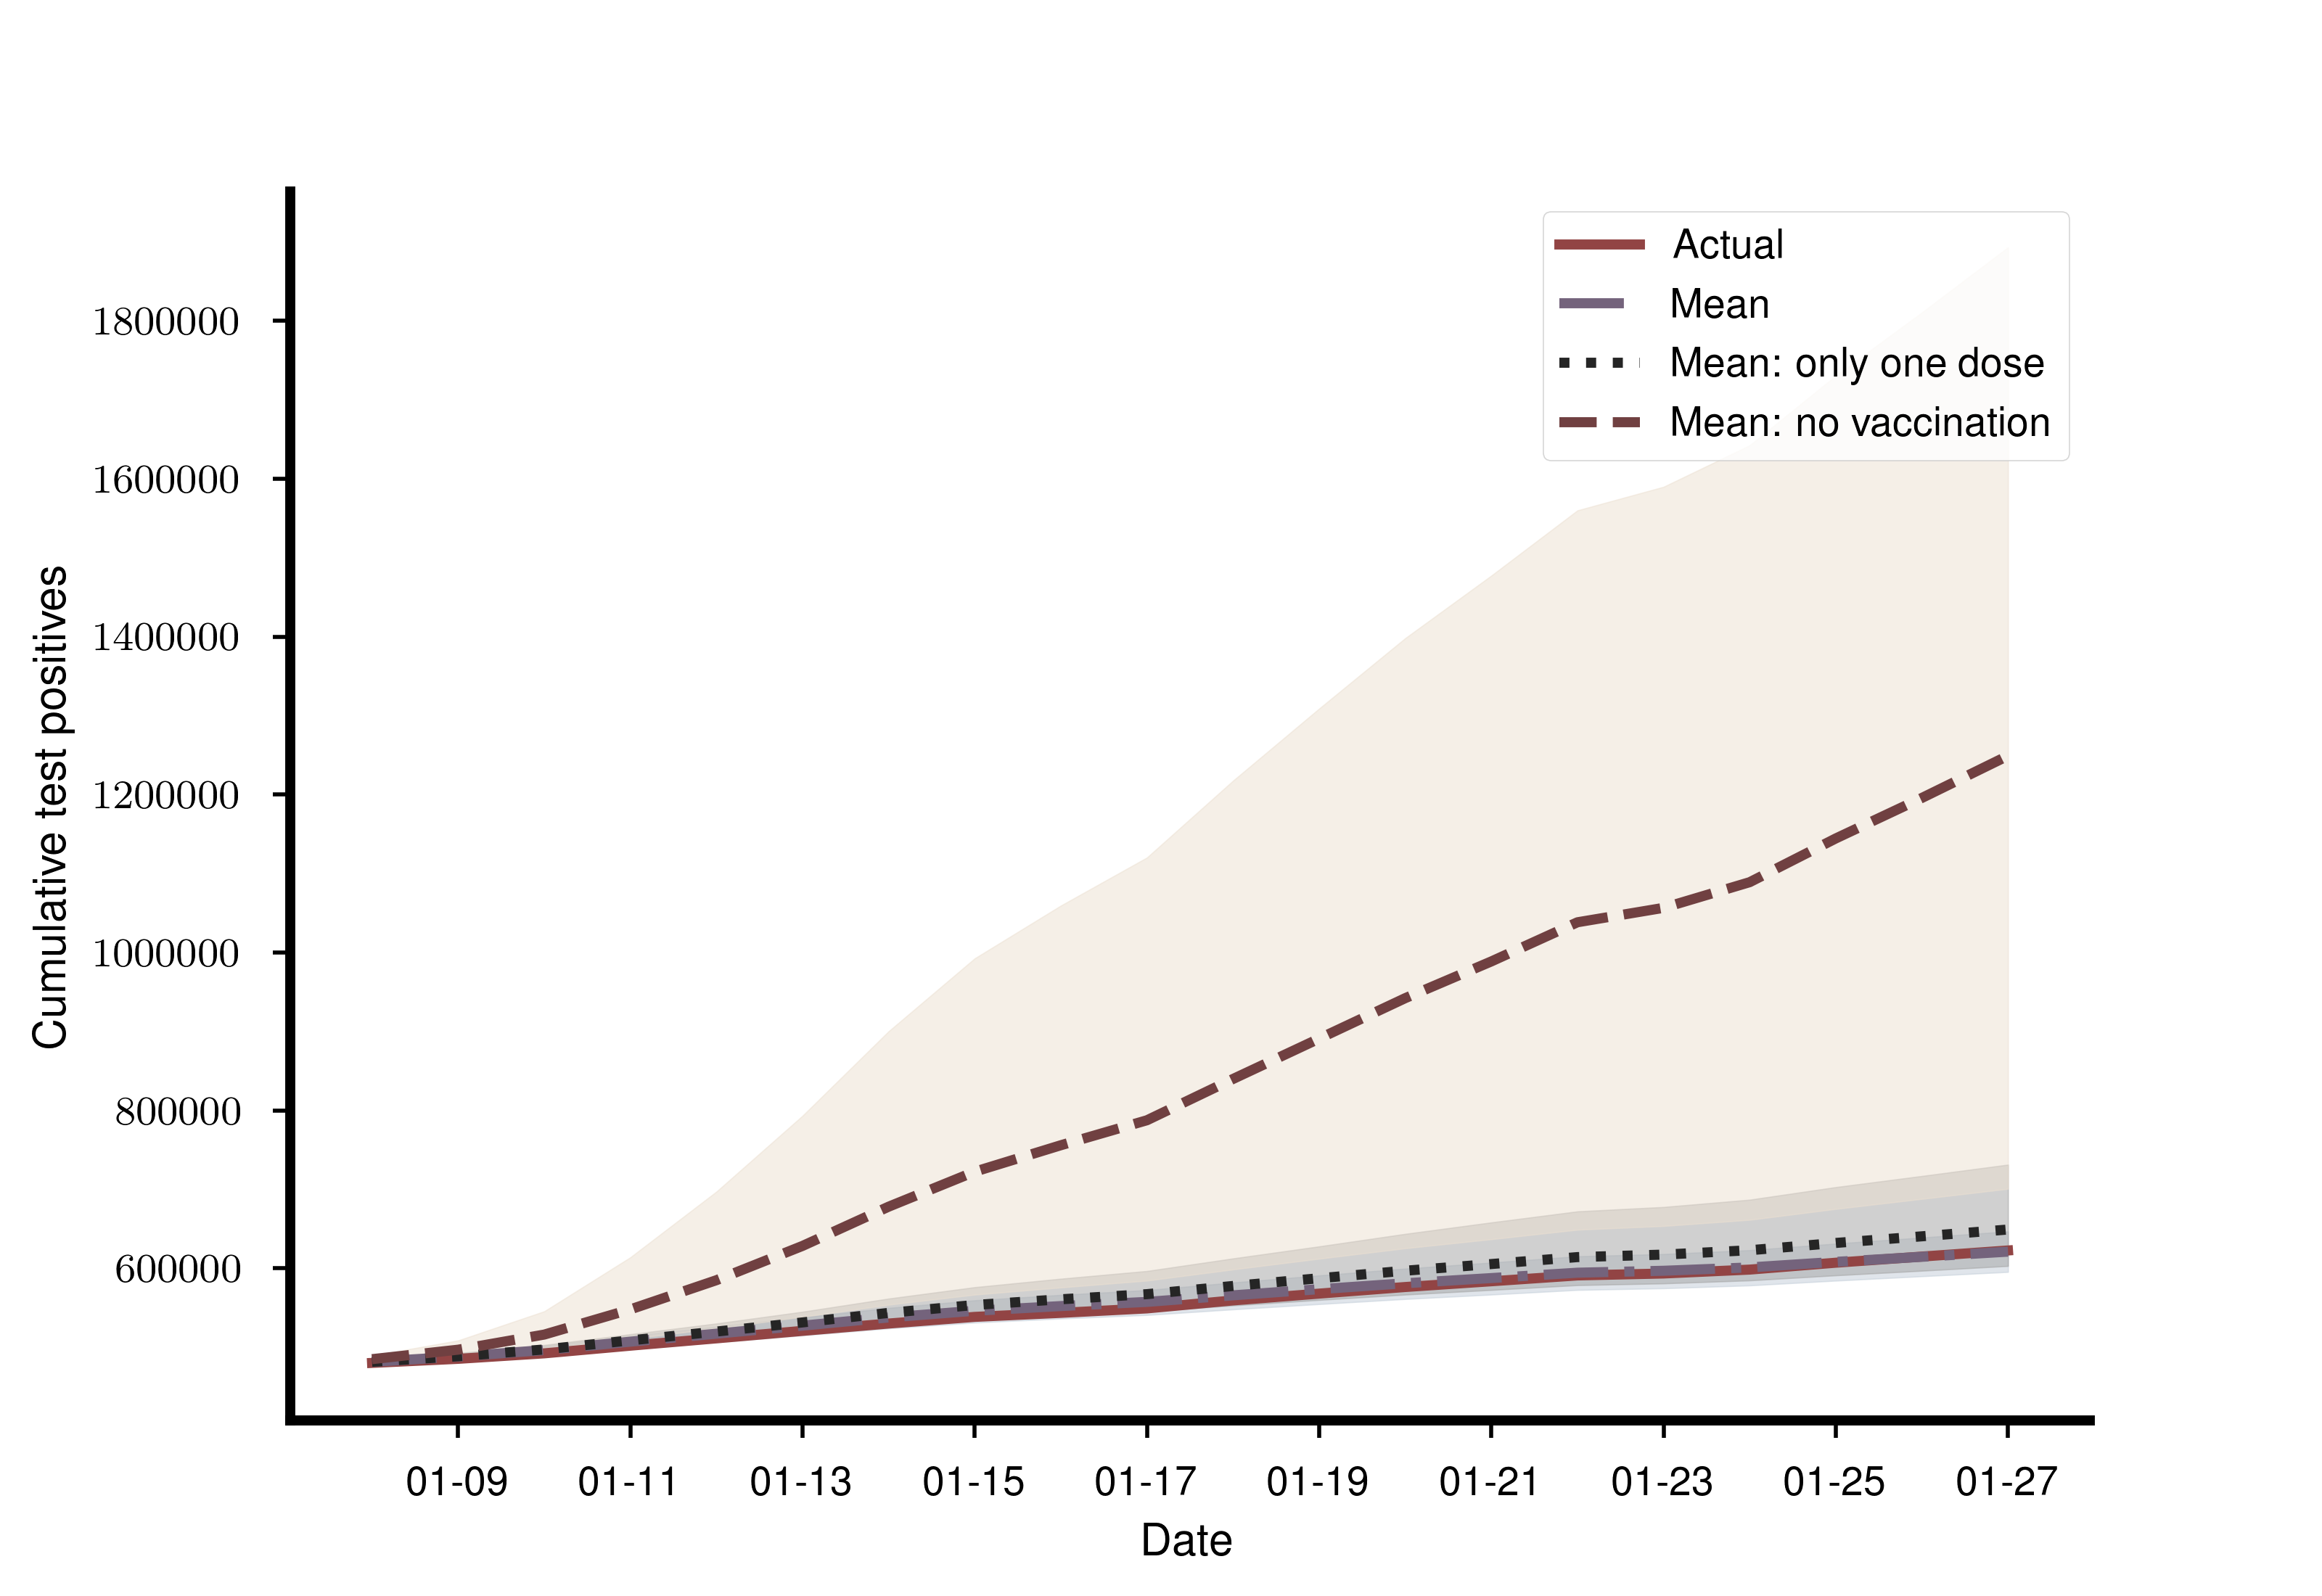 Actual
Mean
Mean: only one dose
Mean: no vaccination
1800000
1600000
1400000
1200000
1000000
800000
600000
Cumulative test positives
01-09 01-11 01-13 01-15 01-17 01-19 01-21 01-23 01-25 01-27
Date